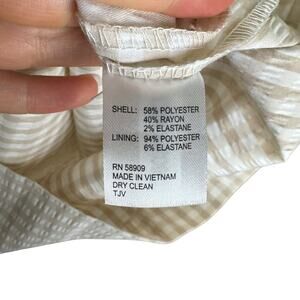 SHELL: 58% POLYESTER
40% RAYON
2% ELASTANE
LINING: 94% POLYESTER
6% ELASTANE
RN 58909
MADE IN VIETNAM
DRY CLEAN
TJV